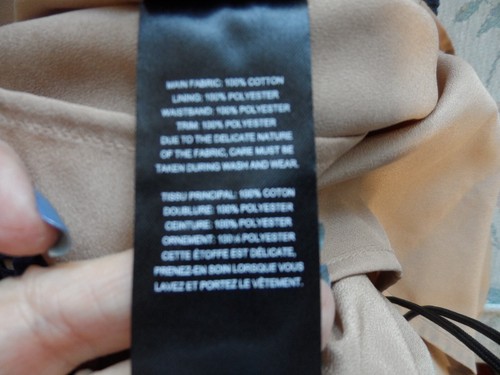 MAIN FABRIC: 100% COTTON
LINING: 100% POLYESTER
WAISTBAND: 100% POLYESTER
TRIM: 100% POLYESTER
DUE TO THE DELICATE NATURE
OF THE FABRIC, CARE MUST BE
TAKEN DURING WASH AND WEAR.
TISSU PRINCIPAL: 100% COTON
DOUBLURE: 100% POLYESTER
CEINTURE: 100% POLYESTER
ORNEMENT: 100% POLYESTER
CETTE ÉTOFFE EST DÉLICATE,
PRENEZ-EN SOIN LORSQUE VOUS
LAVEZ ET PORTEZ LE VÊTEMENT.